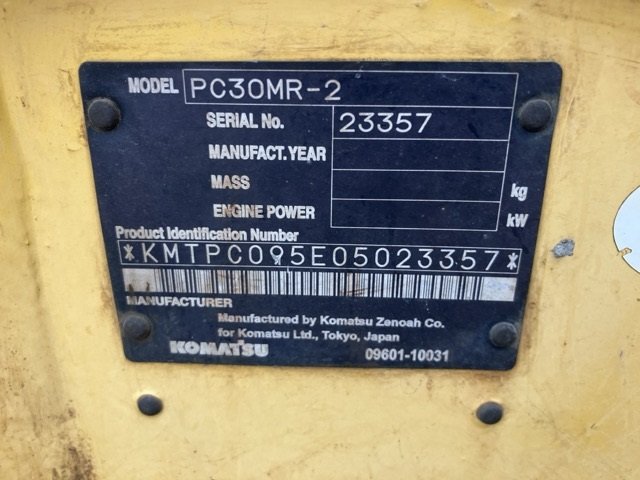 MODEL PC30MR-2
SERIAL No. 23357
MANUFACT.YEAR
MASS kg
ENGINE POWER kW
Product Identification Number
*KMTPC095E05023357*
MANUFACTURER
Manufactured by Komatsu Zenoah Co.
for Komatsu Ltd., Tokyo, Japan
KOMATSU 09601-10031